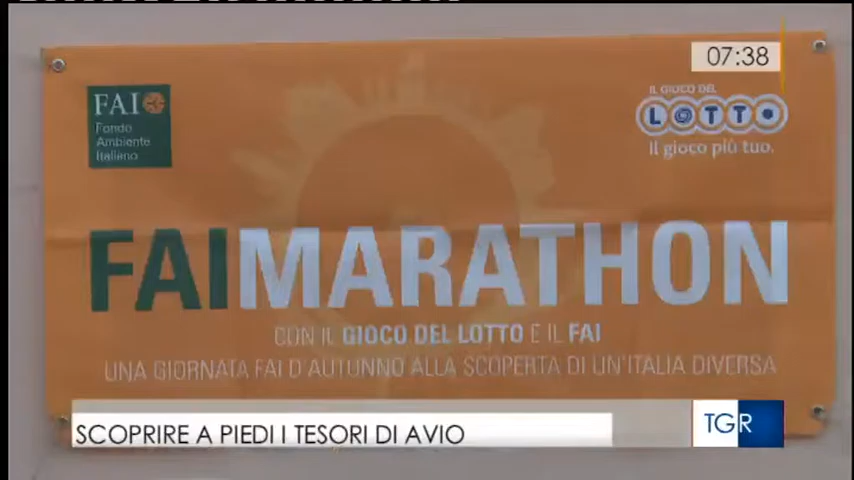 07:38
FAI
Fondo
Ambiente
Italiano
IL GIOCO DEL
LOTTO
Il gioco più tuo.
FAIMARATHON
CON IL GIOCO DEL LOTTO E IL FAI
UNA GIORNATA FAI D'AUTUNNO ALLA SCOPERTA DI UN'ITALIA DIVERSA
SCOPRIRE A PIEDI I TESORI DI AVIO
TGR